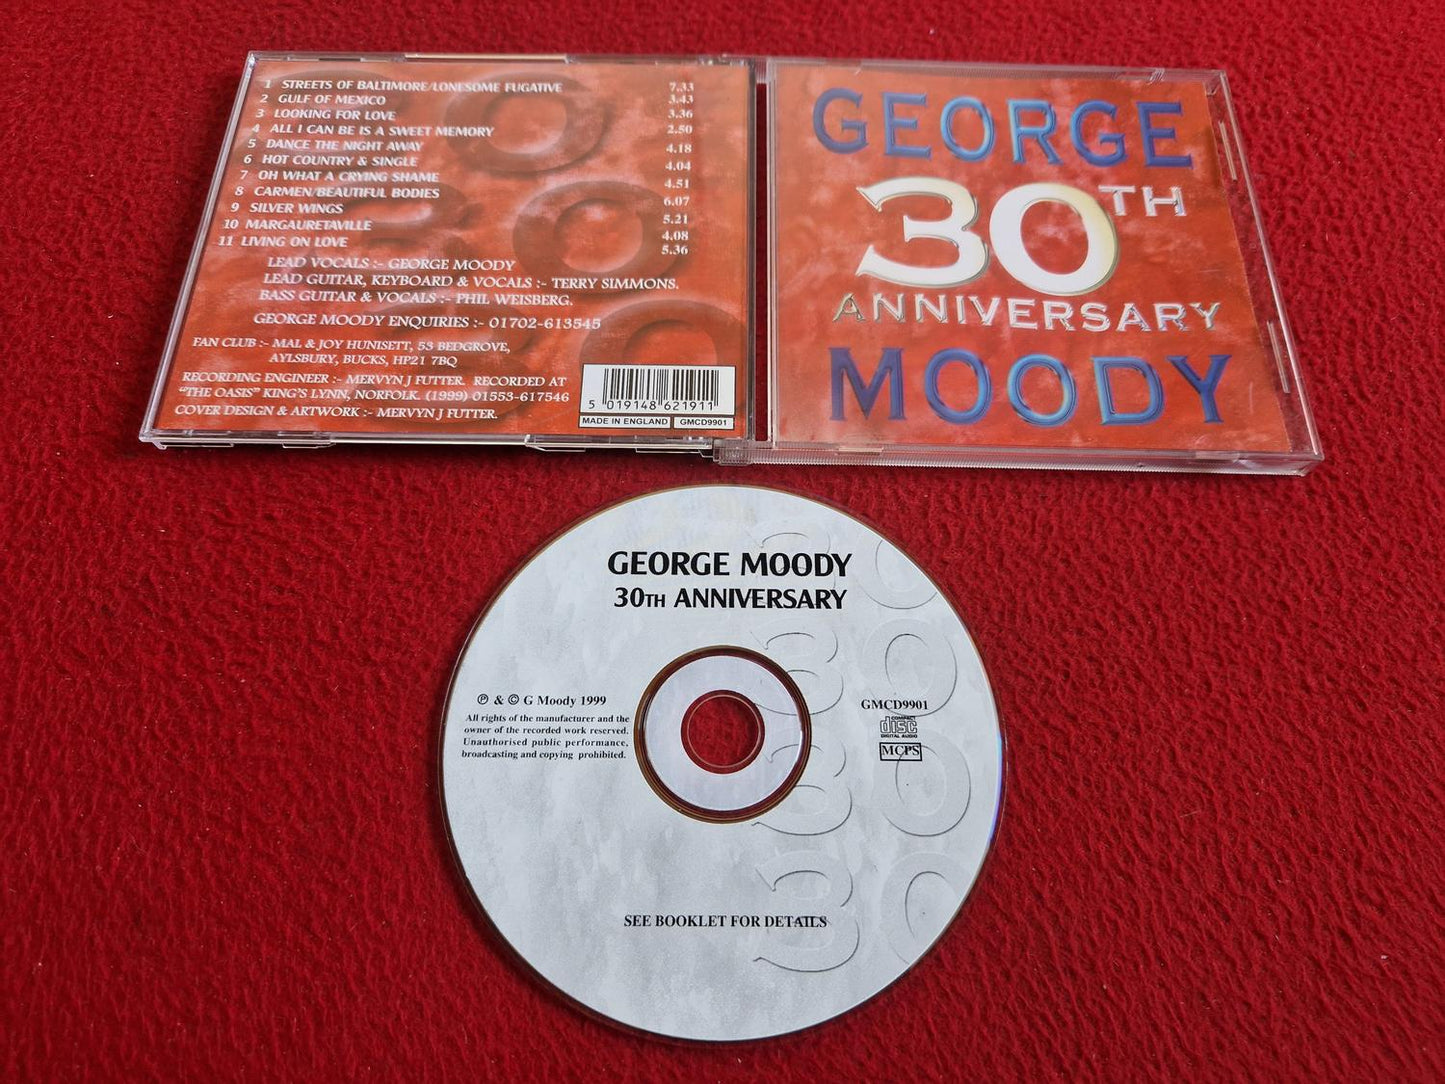 1 STREETS OF BALTIMORE/LONESOME FUGATIVE 7.33
2 GULF OF MEXICO 3.43
3 LOOKING FOR LOVE 3.36
4 ALL I CAN BE IS A SWEET MEMORY 2.50
5 DANCE THE NIGHT AWAY 4.18
6 HOT COUNTRY & SINGLE 4.04
7 OH WHAT A CRYING SHAME 4.51
8 CARMEN/BEAUTIFUL BODIES 6.07
9 SILVER WINGS 5.21
10 MARGAURETAVILLE 4.08
11 LIVING ON LOVE 5.36
LEAD VOCALS :- GEORGE MOODY
LEAD GUITAR, KEYBOARD & VOCALS :- TERRY SIMMONS.
BASS GUITAR & VOCALS :- PHIL WEISBERG.
GEORGE MOODY ENQUIRIES :- 01702-613545
FAN CLUB :- MAL & JOY HUNISETT, 53 BEDGROVE,
AYLSBURY, BUCKS, HP21 7BQ
RECORDING ENGINEER :- MERVYN J FUTTER. RECORDED AT
"THE OASIS" KING'S LYNN, NORFOLK. (1999) 01553-617546
COVER DESIGN & ARTWORK :- MERVYN J FUTTER.
5 019148 621911
MADE IN ENGLAND GMCD9901
GEORGE
30TH
ANNIVERSARY
MOODY
GEORGE MOODY
30TH ANNIVERSARY
℗ & © G Moody 1999
All rights of the manufacturer and the
owner of the recorded work reserved.
Unauthorised public performance,
broadcasting and copying prohibited.
GMCD9901
COMPACT
disc
DIGITAL AUDIO
MCPS
SEE BOOKLET FOR DETAILS